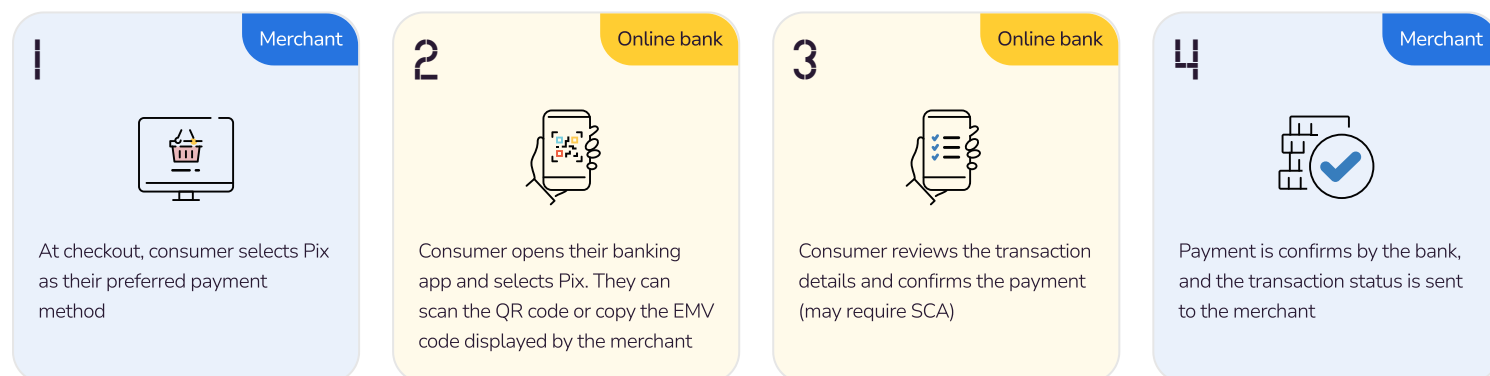 1
Merchant
At checkout, consumer selects Pix
as their preferred payment
method
2
Online bank
Consumer opens their banking
app and selects Pix. They can
scan the QR code or copy the EMV
code displayed by the merchant
3
Online bank
Consumer reviews the transaction
details and confirms the payment
(may require SCA)
4
Merchant
Payment is confirms by the bank,
and the transaction status is sent
to the merchant